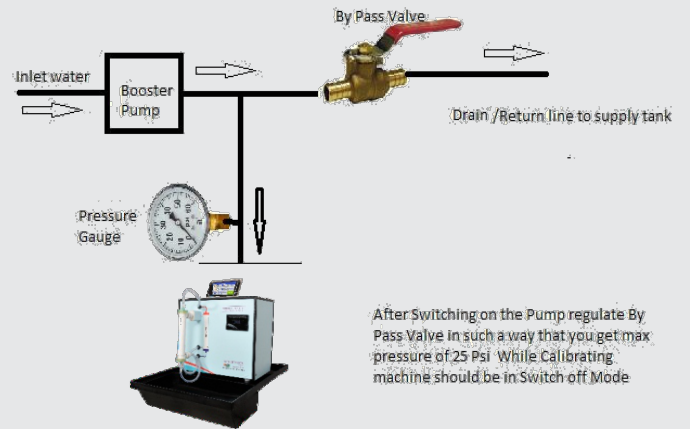 By Pass Valve
Inlet water
Booster
Pump
Drain /Return line to supply tank
Pressure
Gauge
After Switching on the Pump regulate By
Pass Valve in such a way that you get max
pressure of 25 Psi While Calibrating
machine should be in Switch off Mode